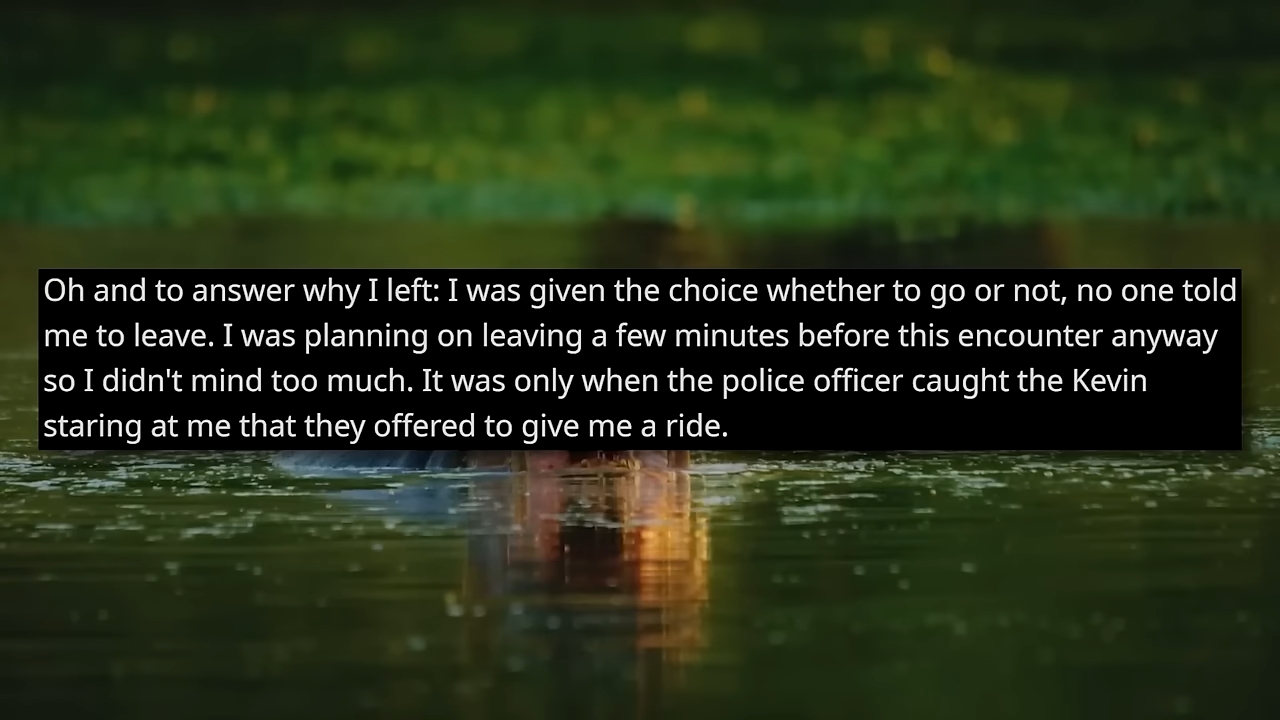 Oh and to answer why I left: I was given the choice whether to go or not, no one told
me to leave. I was planning on leaving a few minutes before this encounter anyway
so I didn't mind too much. It was only when the police officer caught the Kevin
staring at me that they offered to give me a ride.